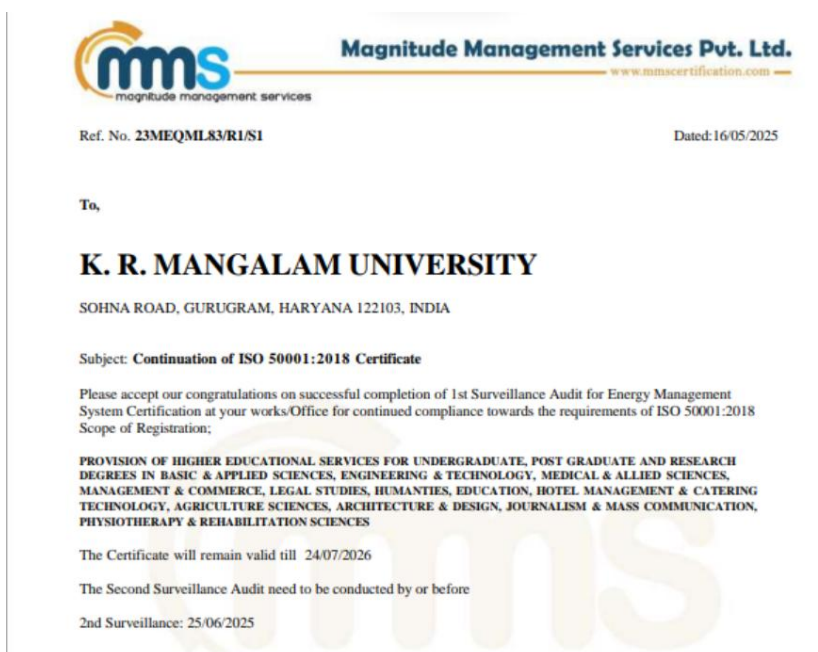 mms
magnitude management services
Magnitude Management Services Pvt. Ltd.
www.mmscertification.com
Ref. No. 23MEQML83/R1/S1
Dated:16/05/2025
To,
K. R. MANGALAM UNIVERSITY
SOHNA ROAD, GURUGRAM, HARYANA 122103, INDIA
Subject: Continuation of ISO 50001:2018 Certificate
Please accept our congratulations on successful completion of 1st Surveillance Audit for Energy Management
System Certification at your works/Office for continued compliance towards the requirements of ISO 50001:2018
Scope of Registration;
PROVISION OF HIGHER EDUCATIONAL SERVICES FOR UNDERGRADUATE, POST GRADUATE AND RESEARCH
DEGREES IN BASIC & APPLIED SCIENCES, ENGINEERING & TECHNOLOGY, MEDICAL & ALLIED SCIENCES,
MANAGEMENT & COMMERCE, LEGAL STUDIES, HUMANTIES, EDUCATION, HOTEL MANAGEMENT & CATERING
TECHNOLOGY, AGRICULTURE SCIENCES, ARCHITECTURE & DESIGN, JOURNALISM & MASS COMMUNICATION,
PHYSIOTHERAPY & REHABILITATION SCIENCES
The Certificate will remain valid till 24/07/2026
The Second Surveillance Audit need to be conducted by or before
2nd Surveillance: 25/06/2025
mms